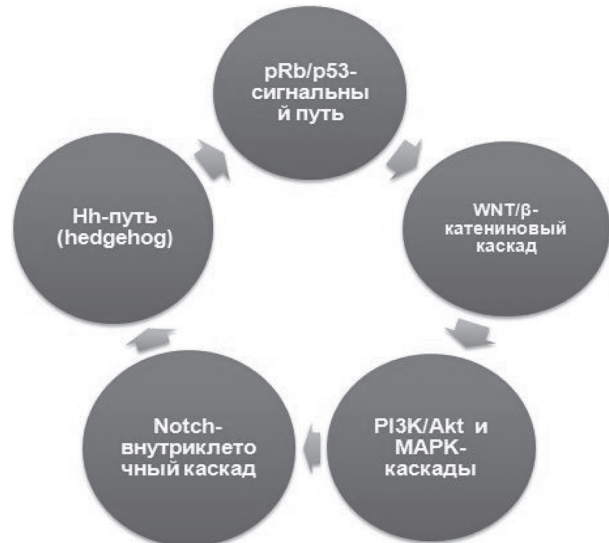 pRb/p53-
сигнальны
й путь
WNT/β-
катениновый
каскад
PI3K/Akt и
MAPK-
каскады
Notch-
внутриклето
чный каскад
Hh-путь
(hedgehog)